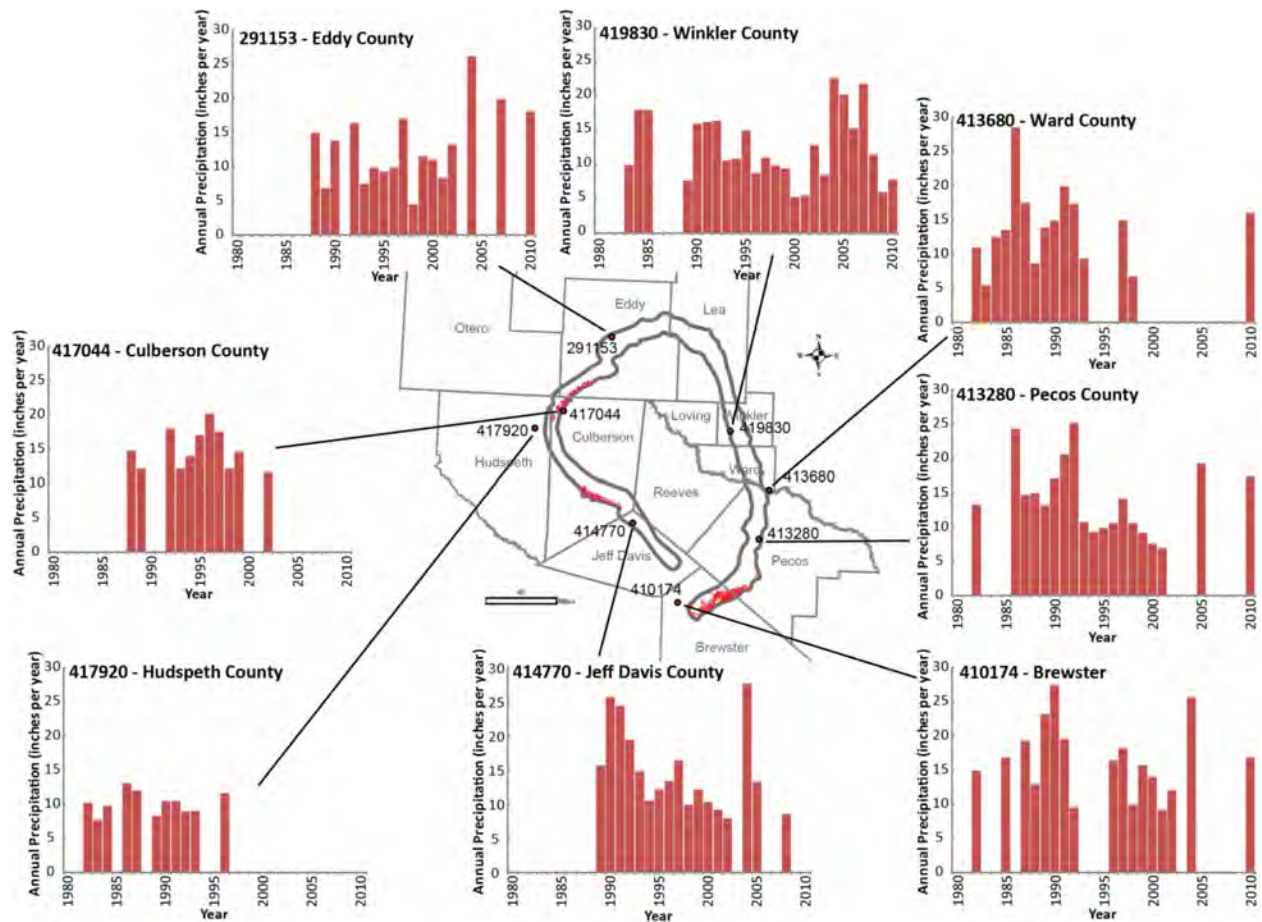 291153 - Eddy County
Annual Precipitation (inches per year)
30
25
20
15
10
5
0
1980
1985
1990
1995
2000
2005
2010
Year
419830 - Winkler County
Annual Precipitation (inches per year)
30
25
20
15
10
5
0
1980
1985
1990
1995
2000
2005
2010
Year
413680 - Ward County
Annual Precipitation (inches per year)
30
25
20
15
10
5
0
1980
1985
1990
1995
2000
2005
2010
Year
417044 - Culberson County
Annual Precipitation (inches per year)
30
25
20
15
10
5
0
1980
1985
1990
1995
2000
2005
2010
Year
Eddy
Lea
Otero
291153
N
W
E
S
417044
Loving
Winkler
417920
Culberson
419830
Hudspeth
Ward
413680
Reeves
414770
413280
Jeff Davis
Pecos
410174
40
Miles
Brewster
413280 - Pecos County
Annual Precipitation (inches per year)
30
25
20
15
10
5
0
1980
1985
1990
1995
2000
2005
2010
Year
417920 - Hudspeth County
Annual Precipitation (inches per year)
30
25
20
15
10
5
0
1980
1985
1990
1995
2000
2005
2010
Year
414770 - Jeff Davis County
Annual Precipitation (inches per year)
30
25
20
15
10
5
0
1980
1985
1990
1995
2000
2005
2010
Year
410174 - Brewster
Annual Precipitation (inches per year)
30
25
20
15
10
5
0
1980
1985
1990
1995
2000
2005
2010
Year